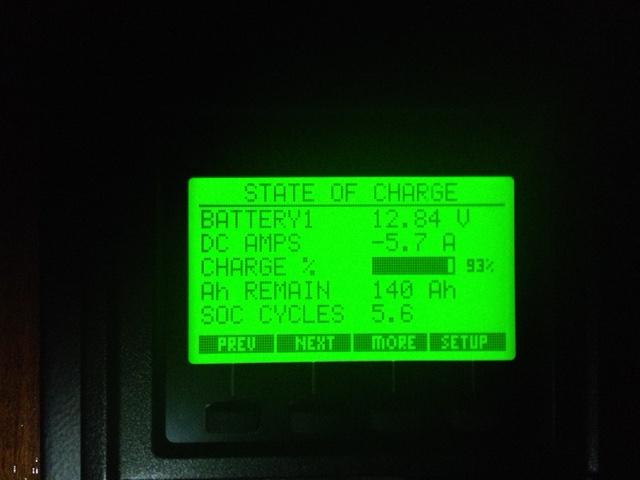 STATE OF CHARGE
BATTERY1 12.84 V
DC AMPS -5.7 A
CHARGE % 93%
Ah REMAIN 140 Ah
SOC CYCLES 5.6
PREV NEXT MORE SETUP